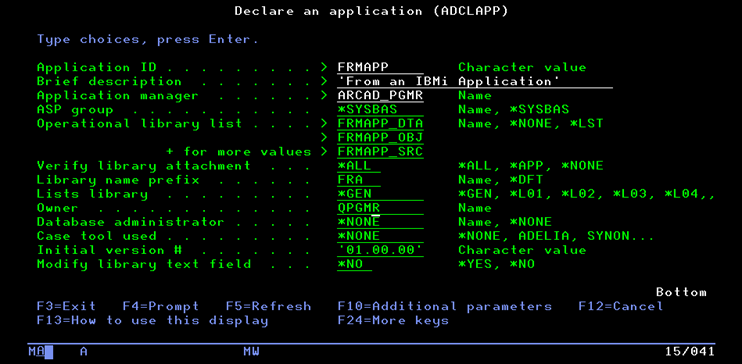 Declare an application (ADCLAPP)
Type choices, press Enter.
Application ID . . . . . . . . . > FRMAPP Character value
Brief description . . . . . . . > 'From an IBMi Application'
Application manager . . . . . . > ARCAD_PGMR Name
ASP group . . . . . . . . . . . *SYSBAS Name, *SYSBAS
Operational library list . . . . > FRMAPP_DTA Name, *NONE, *LST
> FRMAPP_OBJ
+ for more values > FRMAPP_SRC
Verify library attachment . . . *ALL *ALL, *APP, *NONE
Library name prefix . . . . . . FRA Name, *DFT
Lists library . . . . . . . . . *GEN *GEN, *L01, *L02, *L03, *L04,,
Owner . . . . . . . . . . . . . QPGMR Name
Database administrator . . . . . *NONE Name, *NONE
Case tool used . . . . . . . . . *NONE *NONE, ADELIA, SYNON...
Initial version # . . . . . . . '01.00.00' Character value
Modify library text field . . . *NO *YES, *NO
Bottom
F3=Exit F4=Prompt F5=Refresh F10=Additional parameters F12=Cancel
F13=How to use this display F24=More keys
MA A MW 15/041